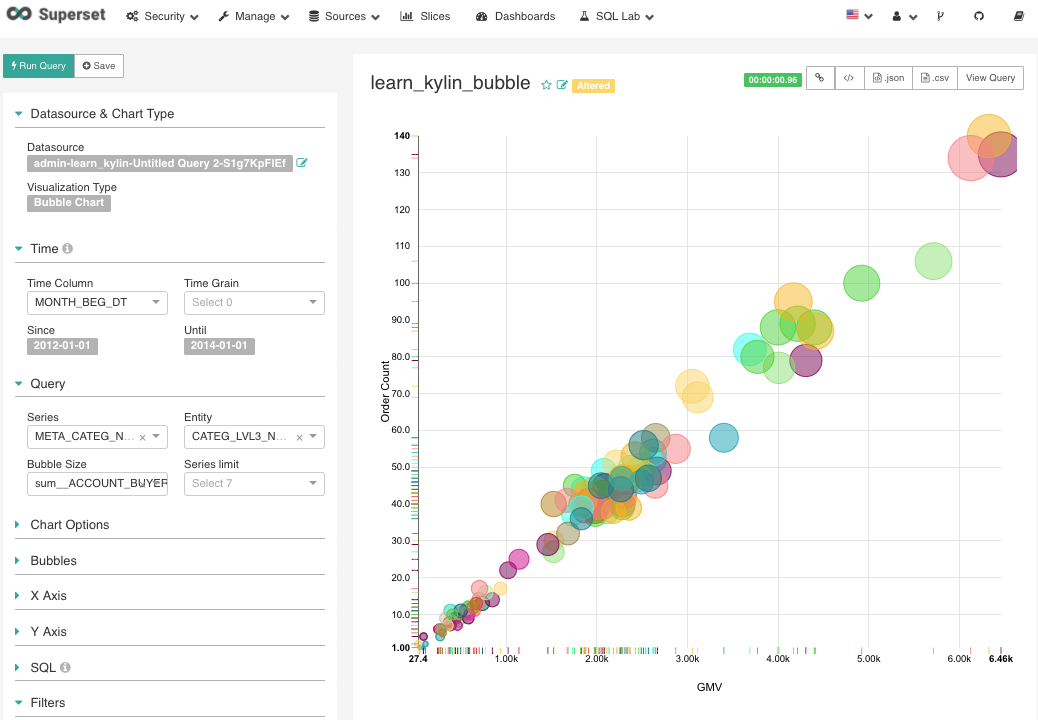 Superset
Security Manage Sources Slices Dashboards SQL Lab
Run Query Save
Datasource & Chart Type
Datasource
admin-learn_kylin-Untitled Query 2-S1g7KpFlEf
Visualization Type
Bubble Chart
Time
Time Column Time Grain
MONTH_BEG_DT Select 0
Since Until
2012-01-01 2014-01-01
Query
Series Entity
META_CATEG_N... × CATEG_LVL3_N... ×
Bubble Size Series limit
sum__ACCOUNT_BUYER Select 7
Chart Options
Bubbles
X Axis
Y Axis
SQL
Filters
learn_kylin_bubble Altered
00:00:00.96 </> .json .csv View Query
140
130
120
110
100
90.0
80.0
70.0
60.0
50.0
40.0
30.0
20.0
10.0
1.00
Order Count
27.4 1.00k 2.00k 3.00k 4.00k 5.00k 6.00k 6.46k
GMV